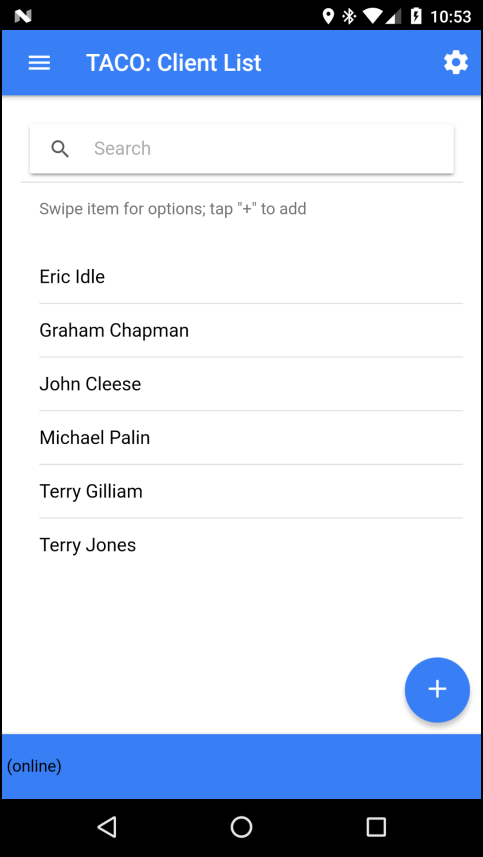 10:53
TACO: Client List
Search
Swipe item for options; tap "+" to add
Eric Idle
Graham Chapman
John Cleese
Michael Palin
Terry Gilliam
Terry Jones
+
(online)